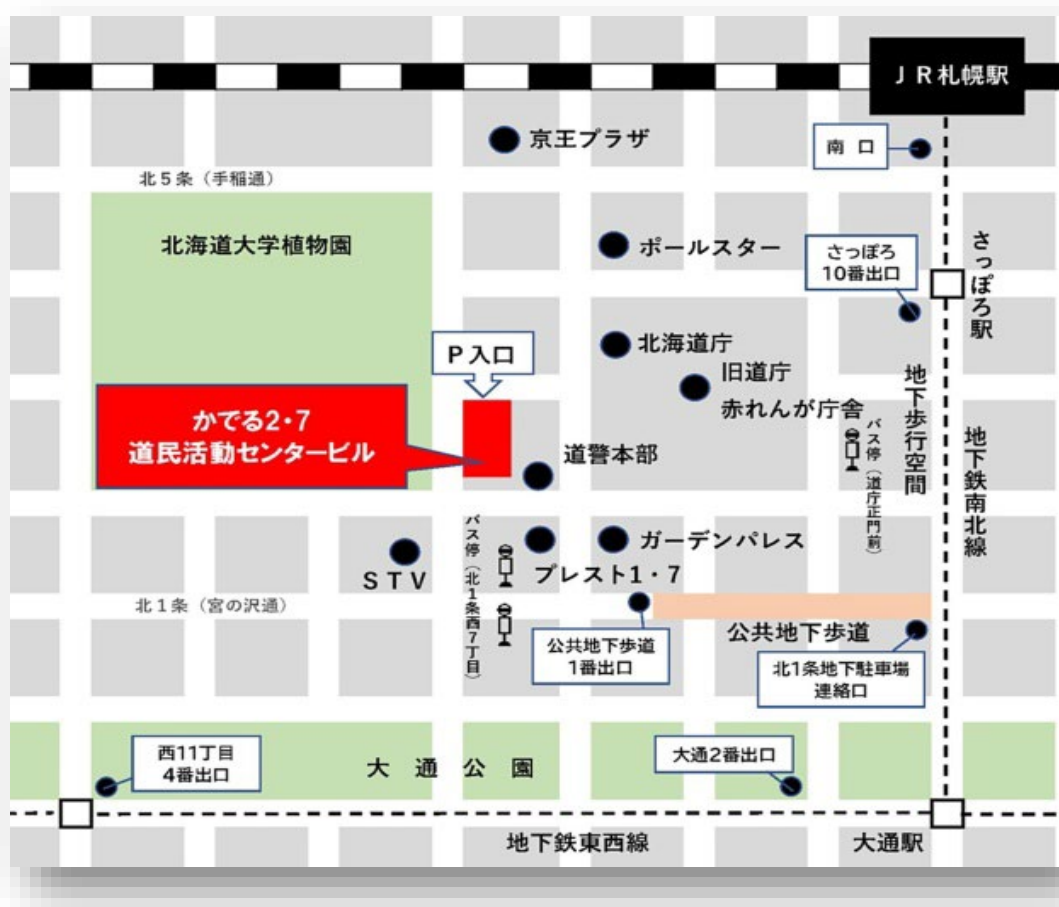 JR札幌駅
京王プラザ
南 口
北5条（手稲通）
北海道大学植物園
ポールスター
さっぽろ
10番出口
さっぽろ駅
P入口
北海道庁
旧道庁
赤れんが庁舎
地下歩行空間
かでる2・7
道民活動センタービル
バス停（道庁正門前）
地下鉄南北線
道警本部
バス停（北1条西7丁目）
ガーデンパレス
STV
プレスト1・7
北1条（宮の沢通）
公共地下歩道
公共地下歩道
1番出口
北1条地下駐車場
連絡口
西11丁目
4番出口
大通公園
大通2番出口
地下鉄東西線
大通駅